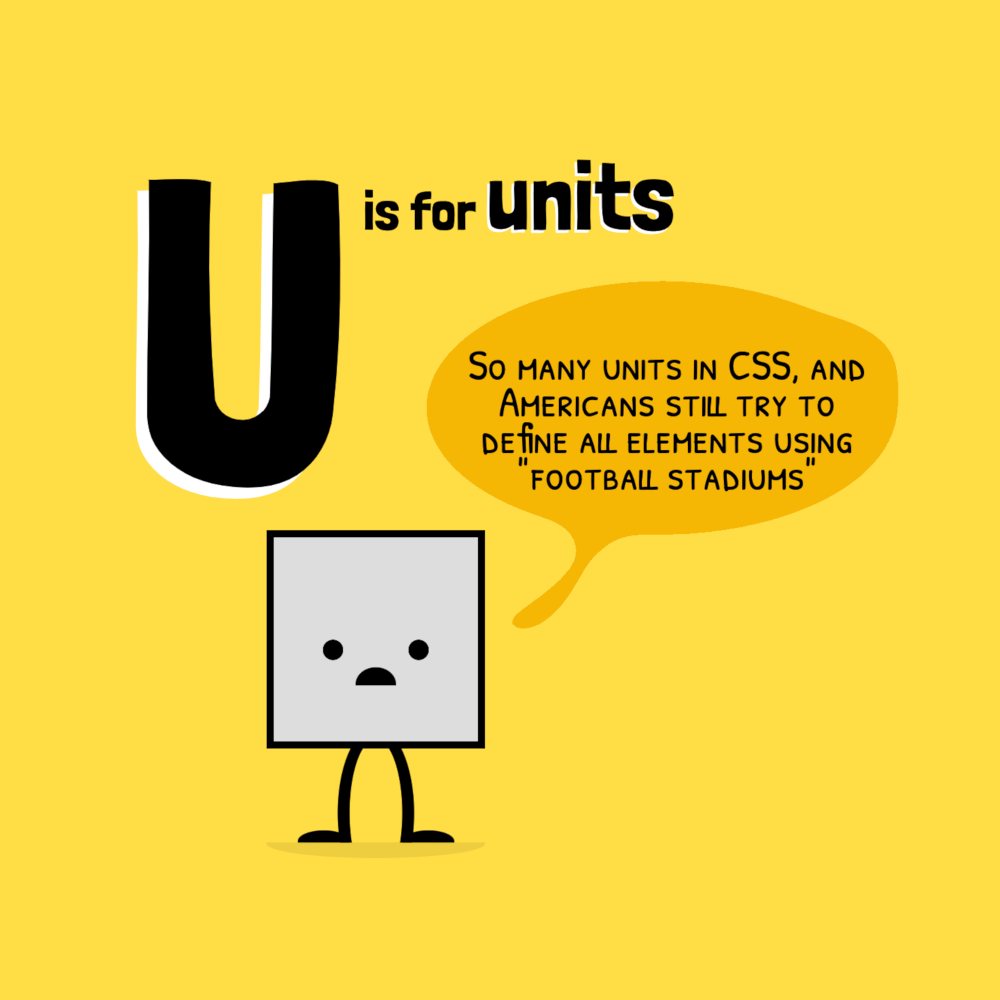 U is for units
So many units in CSS, and
Americans still try to
define all elements using
"football stadiums"